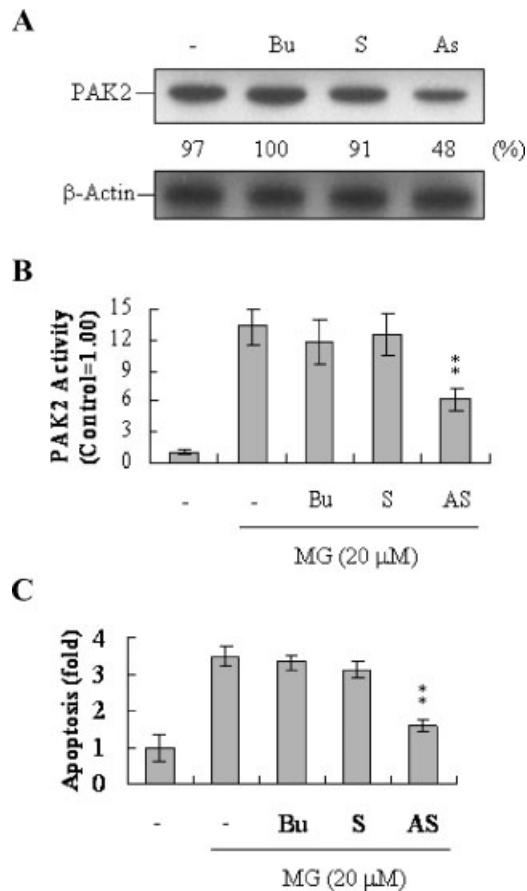 A
- Bu S As
PAK2
97 100 91 48 (%)
β-Actin
B
PAK2 Activity
(Control=1.00)
15
12
9
6
3
0
**
- - Bu S AS
MG (20 μM)
C
Apoptosis (fold)
4
3
2
1
0
**
- - Bu S AS
MG (20 μM)